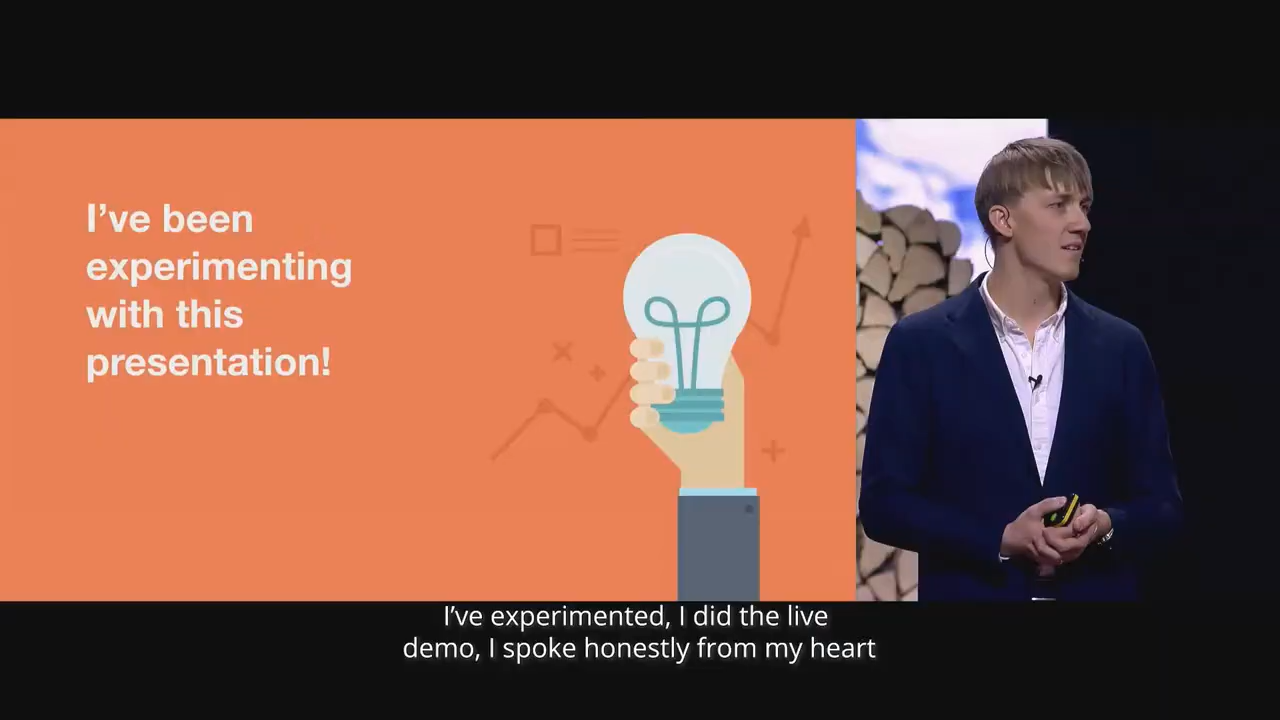 I’ve been
experimenting
with this
presentation!
I’ve experimented, I did the live
demo, I spoke honestly from my heart